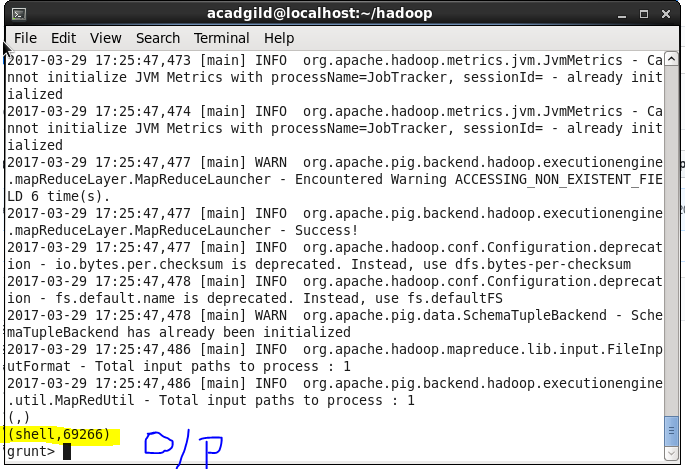 acadgild@localhost:~/hadoop
File Edit View Search Terminal Help
2017-03-29 17:25:47,473 [main] INFO  org.apache.hadoop.metrics.jvm.JvmMetrics - Ca
nnot initialize JVM Metrics with processName=JobTracker, sessionId= - already init
ialized
2017-03-29 17:25:47,474 [main] INFO  org.apache.hadoop.metrics.jvm.JvmMetrics - Ca
nnot initialize JVM Metrics with processName=JobTracker, sessionId= - already init
ialized
2017-03-29 17:25:47,477 [main] WARN  org.apache.pig.backend.hadoop.executionengine
.mapReduceLayer.MapReduceLauncher - Encountered Warning ACCESSING_NON_EXISTENT_FIE
LD 6 time(s).
2017-03-29 17:25:47,477 [main] INFO  org.apache.pig.backend.hadoop.executionengine
.mapReduceLayer.MapReduceLauncher - Success!
2017-03-29 17:25:47,477 [main] INFO  org.apache.hadoop.conf.Configuration.deprecat
ion - io.bytes.per.checksum is deprecated. Instead, use dfs.bytes-per-checksum
2017-03-29 17:25:47,478 [main] INFO  org.apache.hadoop.conf.Configuration.deprecat
ion - fs.default.name is deprecated. Instead, use fs.defaultFS
2017-03-29 17:25:47,478 [main] WARN  org.apache.pig.data.SchemaTupleBackend - Sche
maTupleBackend has already been initialized
2017-03-29 17:25:47,486 [main] INFO  org.apache.hadoop.mapreduce.lib.input.FileInp
utFormat - Total input paths to process : 1
2017-03-29 17:25:47,486 [main] INFO  org.apache.pig.backend.hadoop.executionengine
.util.MapRedUtil - Total input paths to process : 1
(,)
(shell,69266)
O/P
grunt>